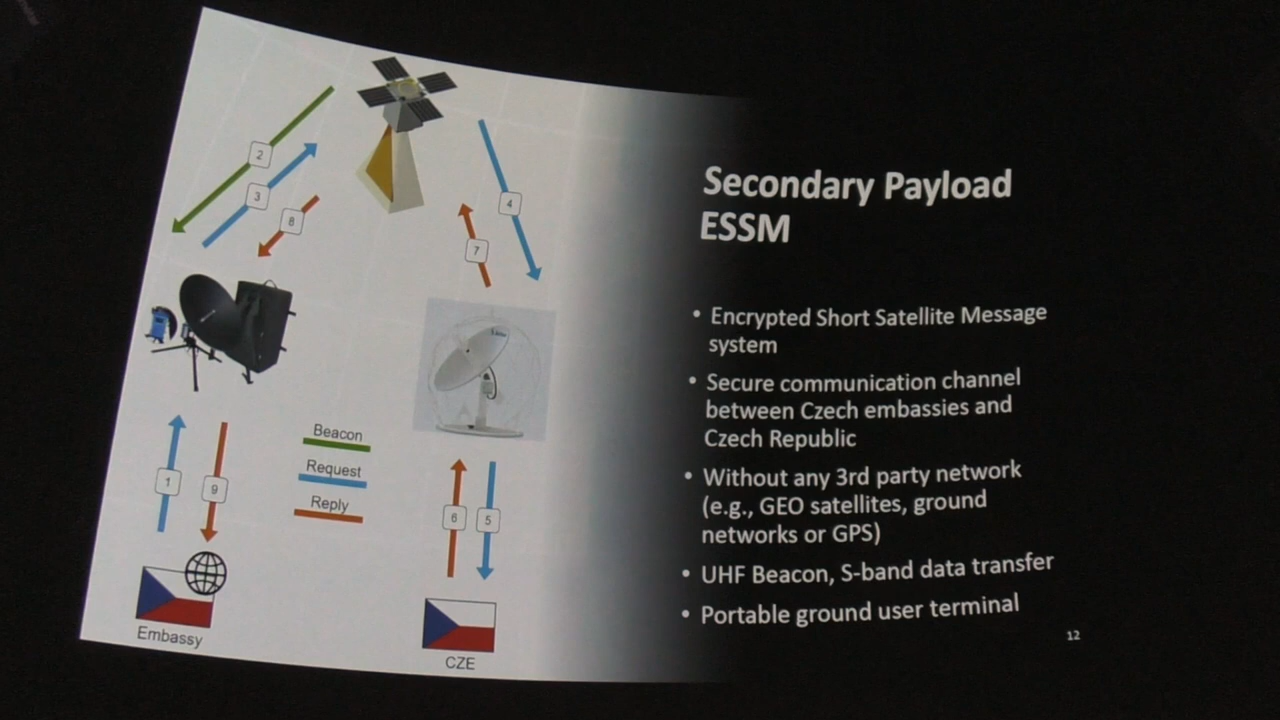 Secondary Payload
ESSM
• Encrypted Short Satellite Message
system
• Secure communication channel
between Czech embassies and
Czech Republic
• Without any 3rd party network
(e.g., GEO satellites, ground
networks or GPS)
• UHF Beacon, S-band data transfer
• Portable ground user terminal
12
2
3
8
4
7
Beacon
Request
Reply
1
9
6
5
Embassy
CZE